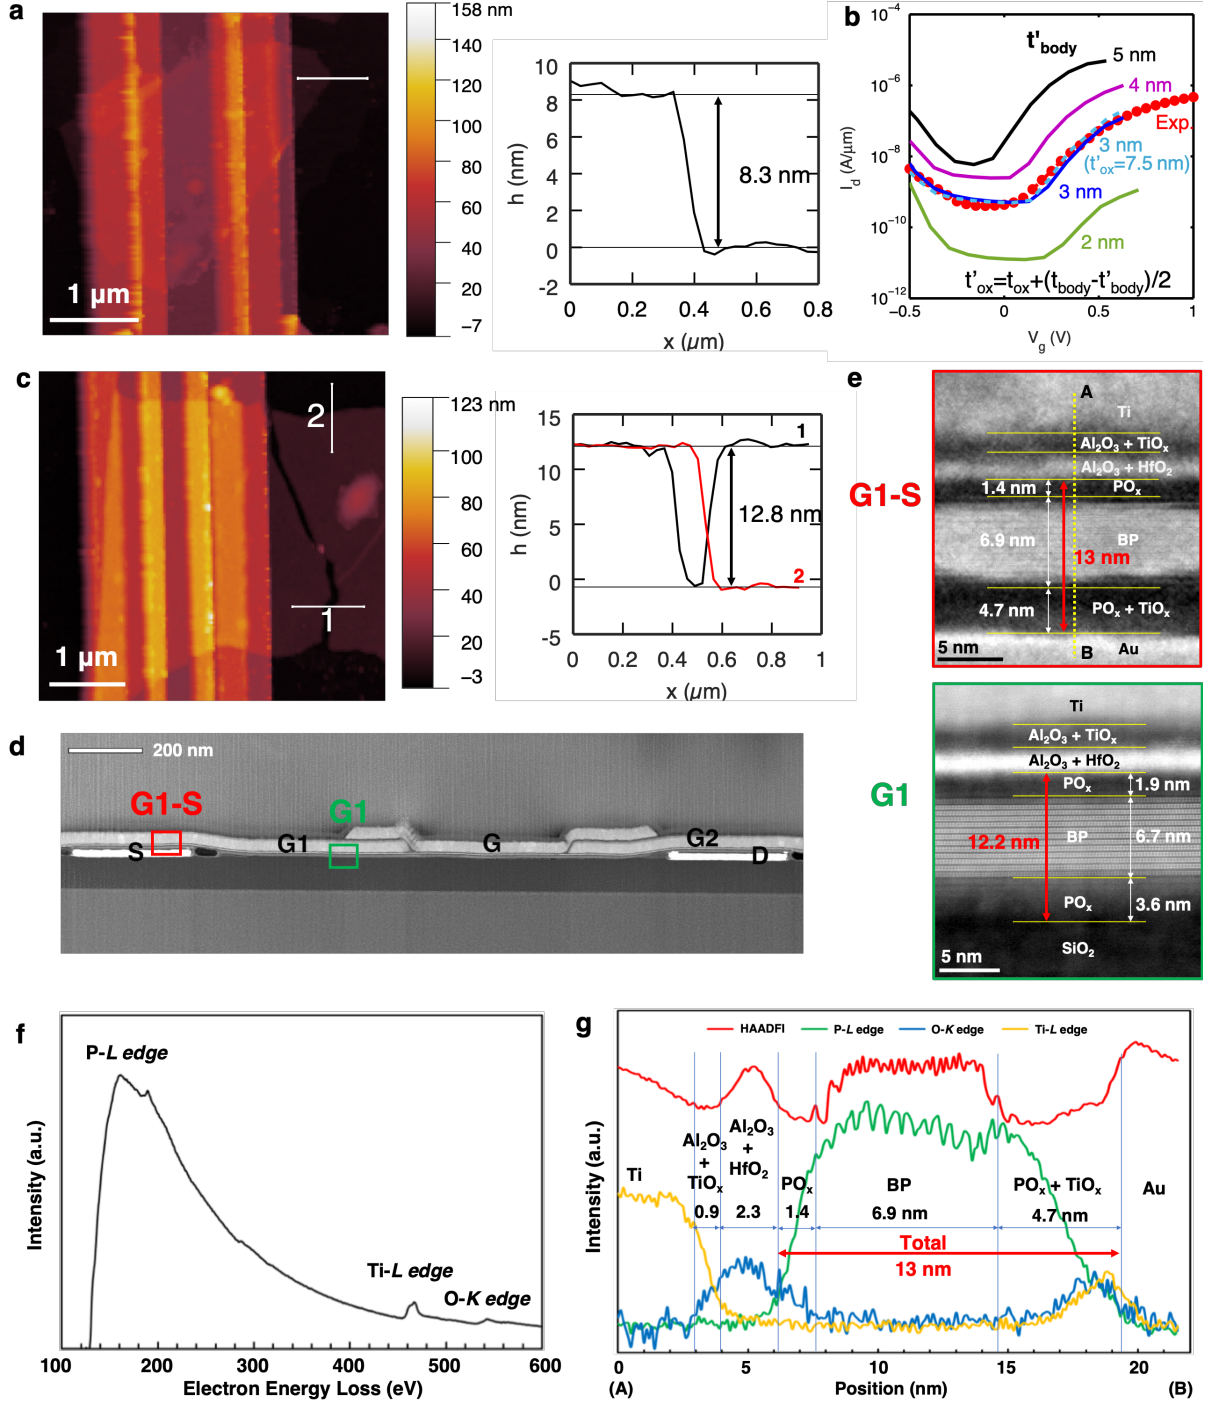 a
158 nm
140
120
100
80
60
40
20
−7
1 µm
10
8
6
4
2
0
-2
h (nm)
8.3 nm
0
0.2
0.4
0.6
0.8
x (µm)
b
10⁻⁴
10⁻⁶
10⁻⁸
10⁻¹⁰
10⁻¹²
I_d (A/µm)
t'_body
5 nm
4 nm
Exp.
3 nm
(t'_ox=7.5 nm)
3 nm
2 nm
t'_ox=t_ox+(t_body-t'_body)/2
−0.5
0
0.5
1
V_g (V)
c
2
1
1 µm
123 nm
100
80
60
40
20
−3
15
10
5
0
-5
h (nm)
1
12.8 nm
2
0
0.2
0.4
0.6
0.8
1
x (µm)
d
200 nm
G1-S
G1
S
G1
G
G2
D
e
G1-S
A
Ti
Al₂O₃ + TiOₓ
Al₂O₃ + HfO₂
1.4 nm
POₓ
6.9 nm
BP
13 nm
4.7 nm
POₓ + TiOₓ
5 nm
B
Au
G1
Ti
Al₂O₃ + TiOₓ
Al₂O₃ + HfO₂
POₓ
1.9 nm
12.2 nm
BP
6.7 nm
POₓ
3.6 nm
SiO₂
5 nm
f
P-L edge
Ti-L edge
O-K edge
Intensity (a.u.)
100
200
300
400
500
600
Electron Energy Loss (eV)
g
HAADFI
P-L edge
O-K edge
Ti-L edge
Intensity (a.u.)
Ti
Al₂O₃
+
TiOₓ
0.9
Al₂O₃
+
HfO₂
2.3
POₓ
1.4
BP
6.9 nm
POₓ + TiOₓ
4.7 nm
Au
Total
13 nm
0
5
10
15
20
(A)
Position (nm)
(B)